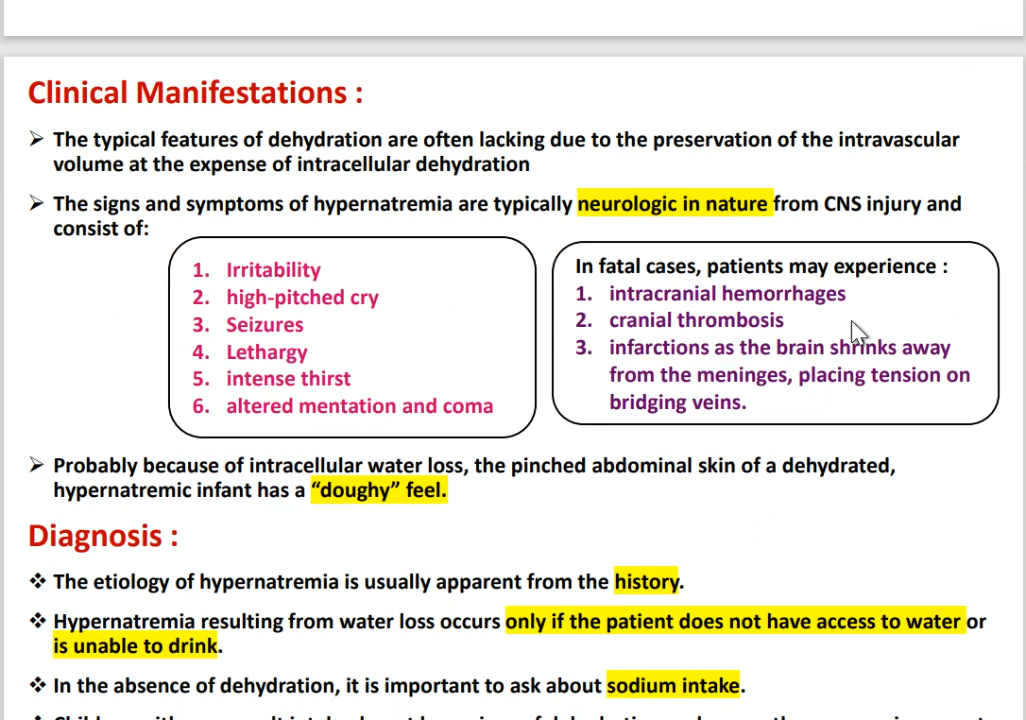 Clinical Manifestations :
➤ The typical features of dehydration are often lacking due to the preservation of the intravascular
volume at the expense of intracellular dehydration
➤ The signs and symptoms of hypernatremia are typically neurologic in nature from CNS injury and
consist of:
1. Irritability
2. high-pitched cry
3. Seizures
4. Lethargy
5. intense thirst
6. altered mentation and coma
In fatal cases, patients may experience :
1. intracranial hemorrhages
2. cranial thrombosis
3. infarctions as the brain shrinks away
from the meninges, placing tension on
bridging veins.
➤ Probably because of intracellular water loss, the pinched abdominal skin of a dehydrated,
hypernatremic infant has a “doughy” feel.
Diagnosis :
❖ The etiology of hypernatremia is usually apparent from the history.
❖ Hypernatremia resulting from water loss occurs only if the patient does not have access to water or
is unable to drink.
❖ In the absence of dehydration, it is important to ask about sodium intake.